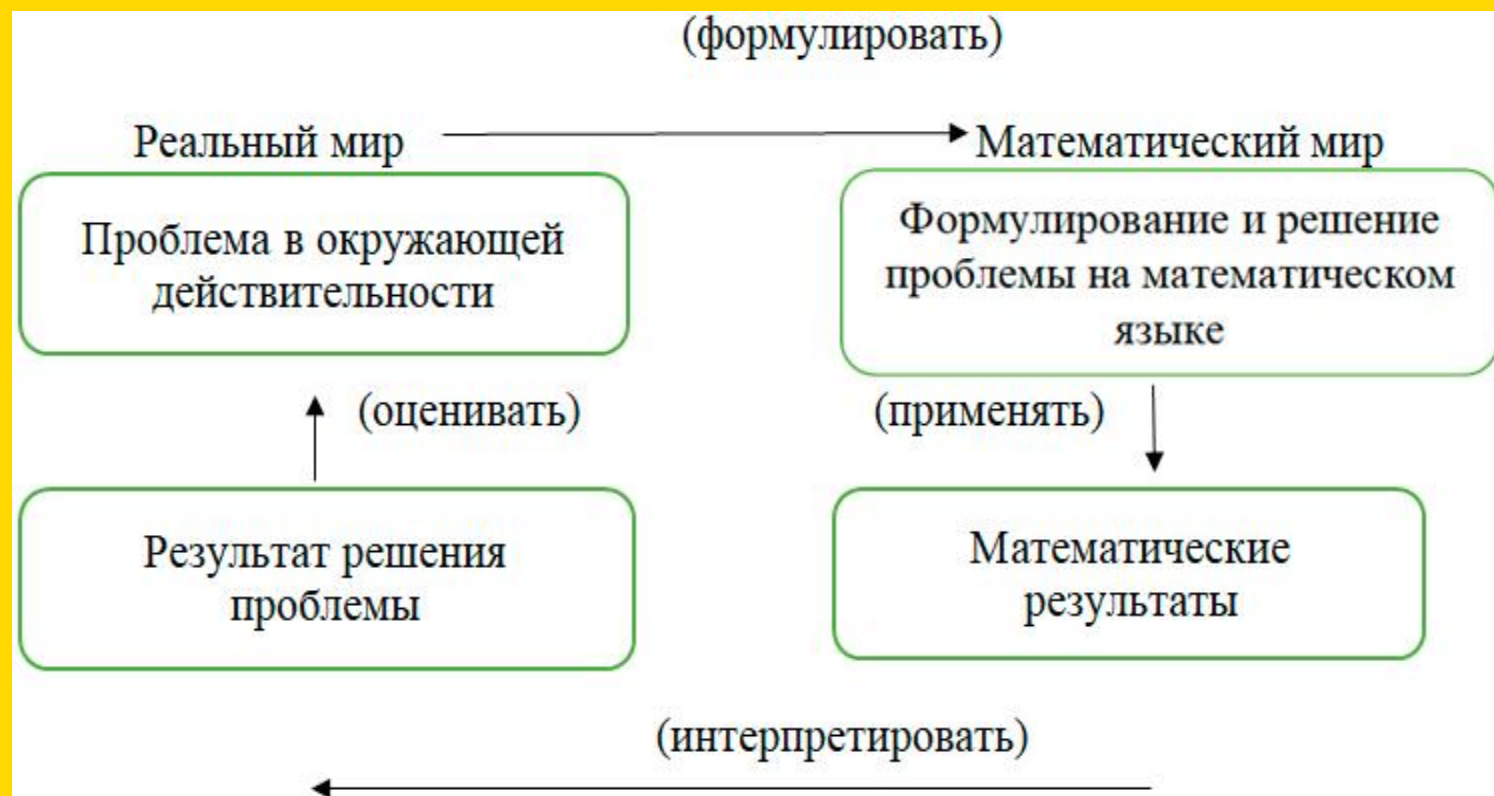 (формулировать)
Реальный мир
Математический мир
Проблема в окружающей
действительности
Формулирование и решение
проблемы на математическом
языке
(оценивать)
(применять)
Результат решения
проблемы
Математические
результаты
(интерпретировать)